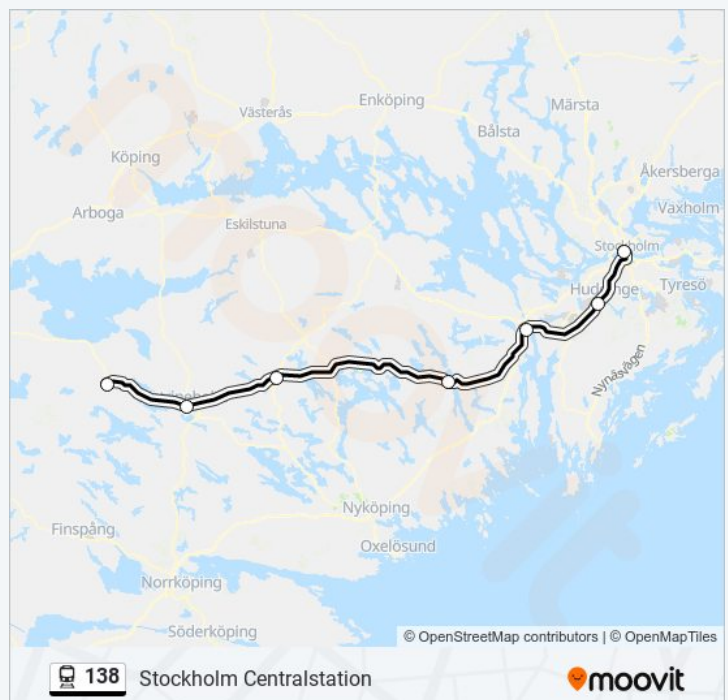 Enköping
Märsta
Västerås
Bålsta
Köping
Åkersberga
Arboga
Vaxholm
Eskilstuna
Stockholm
Tyresö
Nynäsvägen
Nyköping
Finspång
Oxelösund
Norrköping
Söderköping
© OpenStreetMap contributors | © OpenMapTiles
138 Stockholm Centralstation
moovit